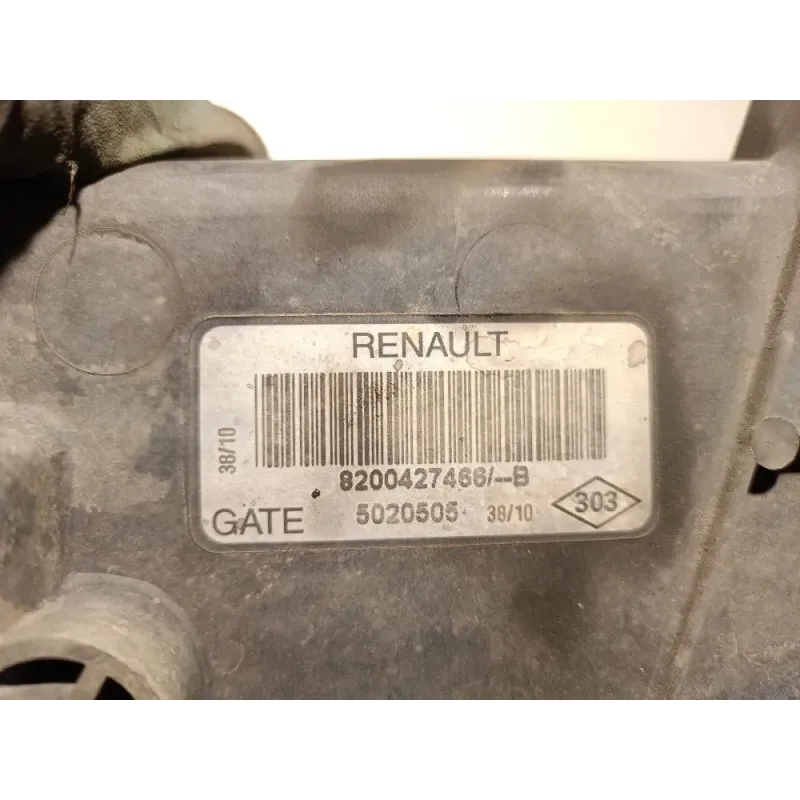 RENAULT
38/10
8200427466/--B
GATE 5020505 38/10 303